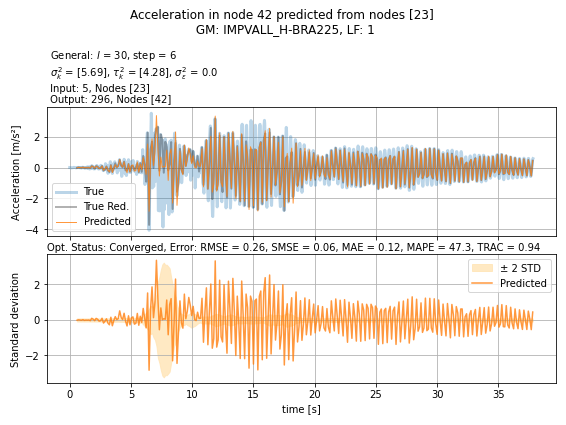 Acceleration in node 42 predicted from nodes [23]
GM: IMPVALL_H-BRA225, LF: 1
General: l = 30, step = 6
σ²ₖ = [5.69], τ²ₖ = [4.28], σ²ε = 0.0
Input: 5, Nodes [23]
Output: 296, Nodes [42]
Acceleration [m/s²]
2
0
−2
−4
True
True Red.
Predicted
Opt. Status: Converged, Error: RMSE = 0.26, SMSE = 0.06, MAE = 0.12, MAPE = 47.3, TRAC = 0.94
Standard deviation
2
0
−2
± 2 STD
Predicted
0 5 10 15 20 25 30 35
time [s]